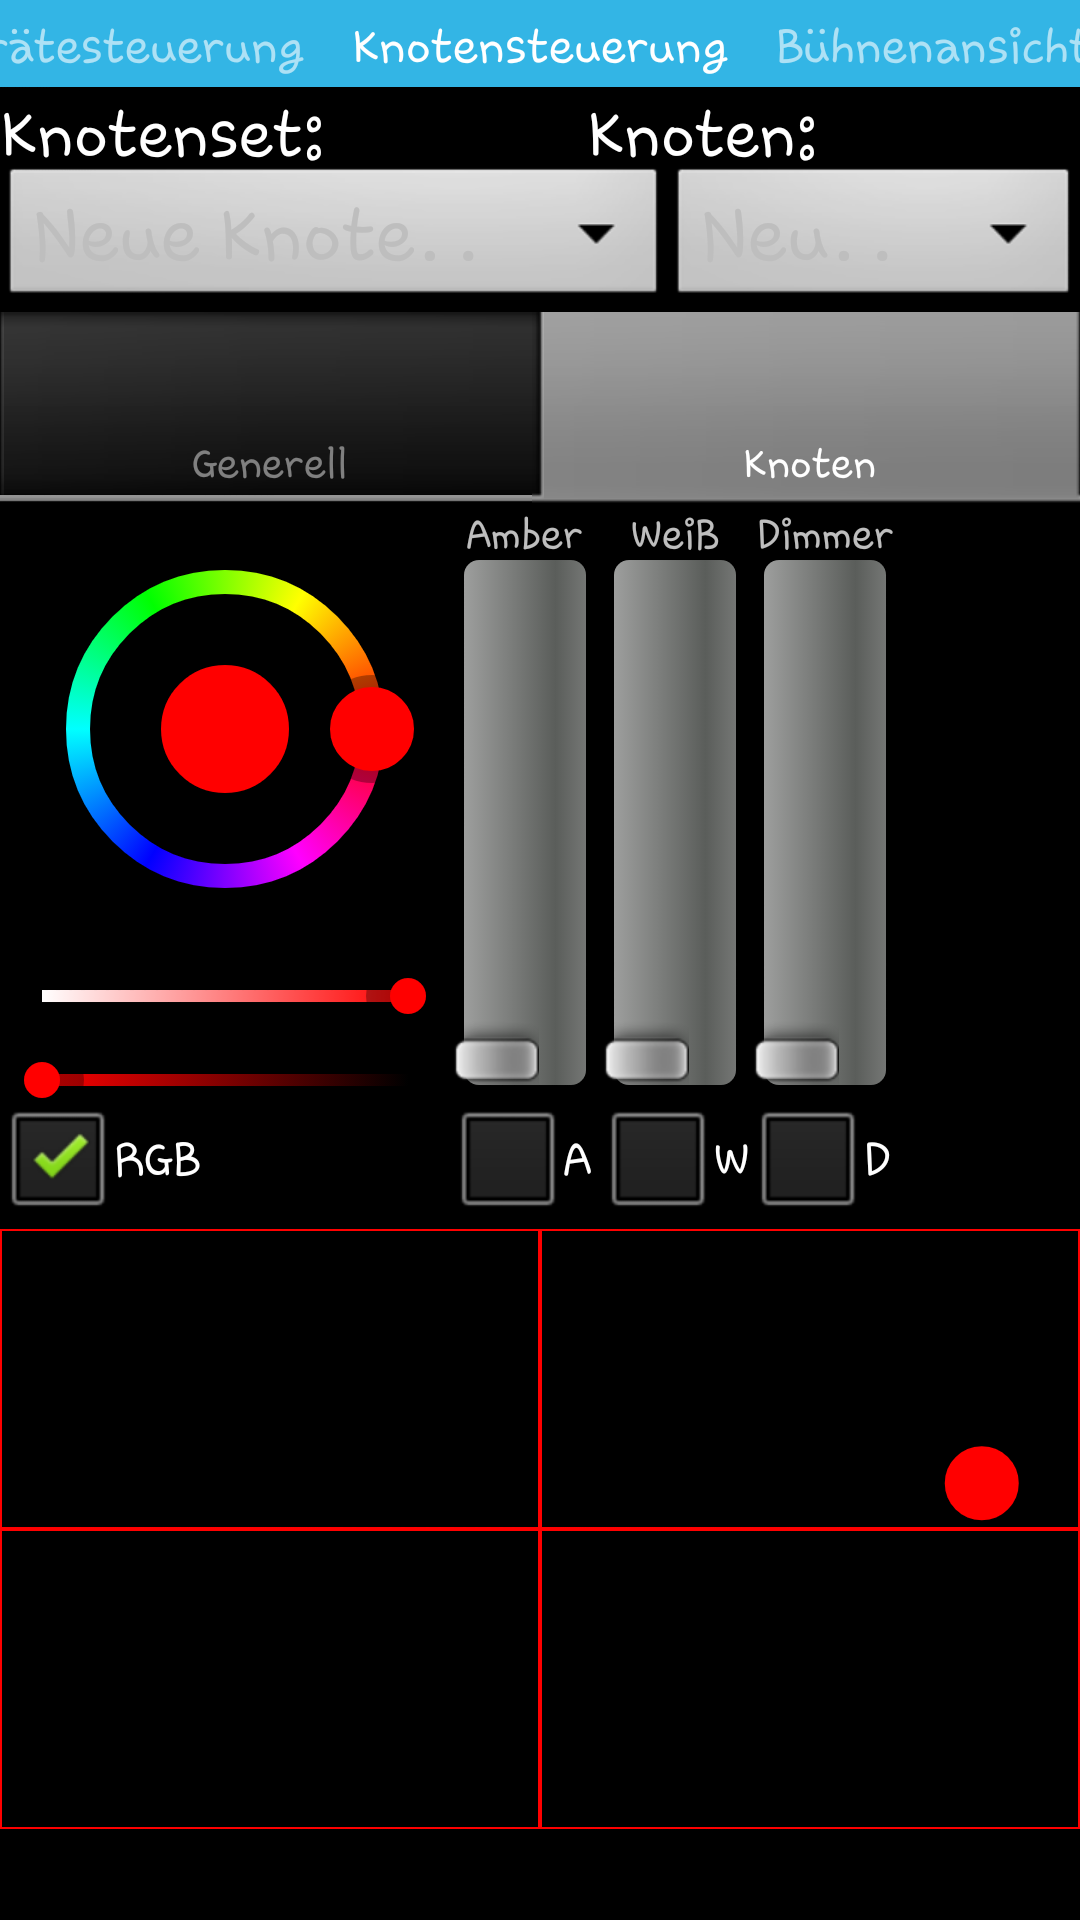 rätesteuerung Knotensteuerung Bühnenansicht
Knotenset: Knoten:
Neue Knote.. Neu..
Generell Knoten
Amber Weiß Dimmer
RGB A W D